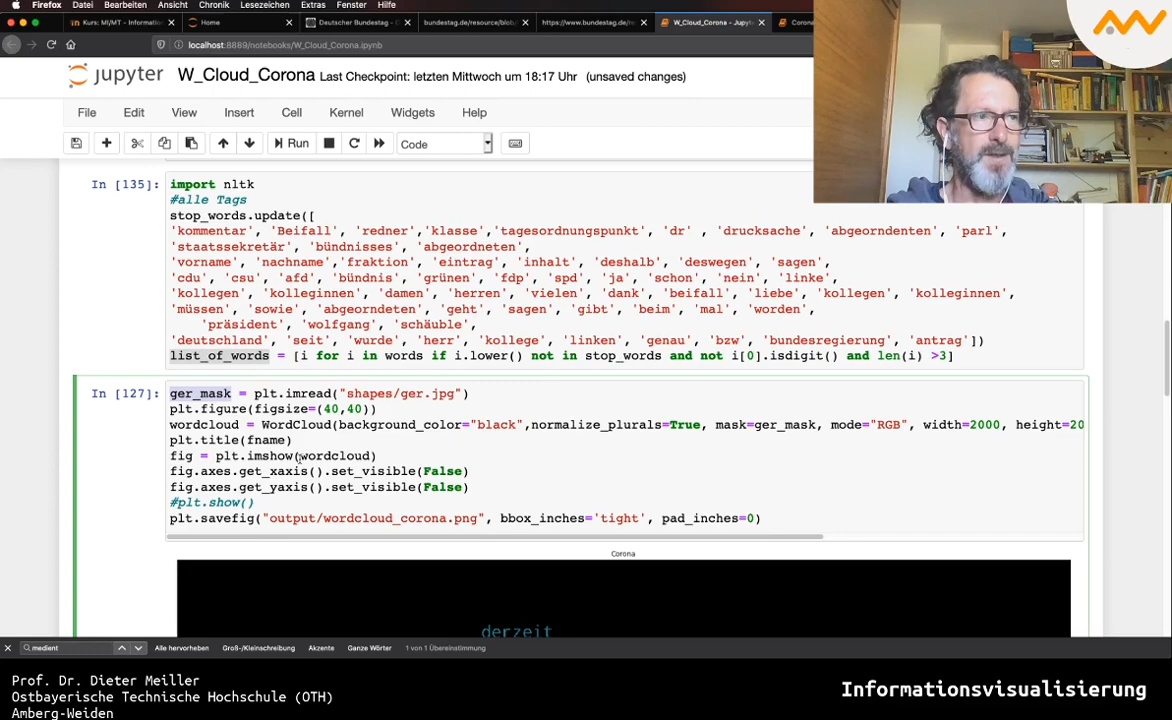 Firefox Datei Bearbeiten Ansicht Chronik Lesezeichen Extras Fenster Hilfe
Kurs: MI/MT - Informatio
Home
Deutscher Bundestag - O
bundestag.de/resource/blob/
https://www.bundestag.de/re
W_Cloud_Corona - Jupyte
Coron
localhost:8889/notebooks/W_Cloud_Corona.ipynb
jupyter W_Cloud_Corona Last Checkpoint: letzten Mittwoch um 18:17 Uhr (unsaved changes)
File Edit View Insert Cell Kernel Widgets Help
Run Code
In [135]: import nltk
#alle Tags
stop_words.update([
'kommentar', 'Beifall', 'redner','klasse','tagesordnungspunkt', 'dr' , 'drucksache', 'abgeorndenten', 'parl',
'staatssekretär', 'bündnisses', 'abgeordneten',
'vorname', 'nachname','fraktion', 'eintrag', 'inhalt', 'deshalb', 'deswegen', 'sagen',
'cdu', 'csu', 'afd', 'bündnis', 'grünen', 'fdp', 'spd', 'ja', 'schon', 'nein', 'linke',
'kollegen', 'kolleginnen', 'damen', 'herren', 'vielen', 'dank', 'beifall', 'liebe', 'kollegen', 'kolleginnen',
'müssen', 'sowie', 'abgeordneten', 'geht', 'sagen', 'gibt', 'beim', 'mal', 'worden',
'präsident', 'wolfgang', 'schäuble',
'deutschland', 'seit', 'wurde', 'herr', 'kollege', 'linken', 'genau', 'bzw', 'bundesregierung', 'antrag'])
list_of_words = [i for i in words if i.lower() not in stop_words and not i[0].isdigit() and len(i) >3]
In [127]: ger_mask = plt.imread("shapes/ger.jpg")
plt.figure(figsize=(40,40))
wordcloud = WordCloud(background_color="black",normalize_plurals=True, mask=ger_mask, mode="RGB", width=2000, height=20
plt.title(fname)
fig = plt.imshow(wordcloud)
fig.axes.get_xaxis().set_visible(False)
fig.axes.get_yaxis().set_visible(False)
#plt.show()
plt.savefig("output/wordcloud_corona.png", bbox_inches='tight', pad_inches=0)
Corona
derzeit
medient Alle hervorheben Groß-/Kleinschreibung Akzente Ganze Wörter 1 von 1 Übereinstimmung
Prof. Dr. Dieter Meiller
Ostbayerische Technische Hochschule (OTH)
Amberg-Weiden
Informationsvisualisierung